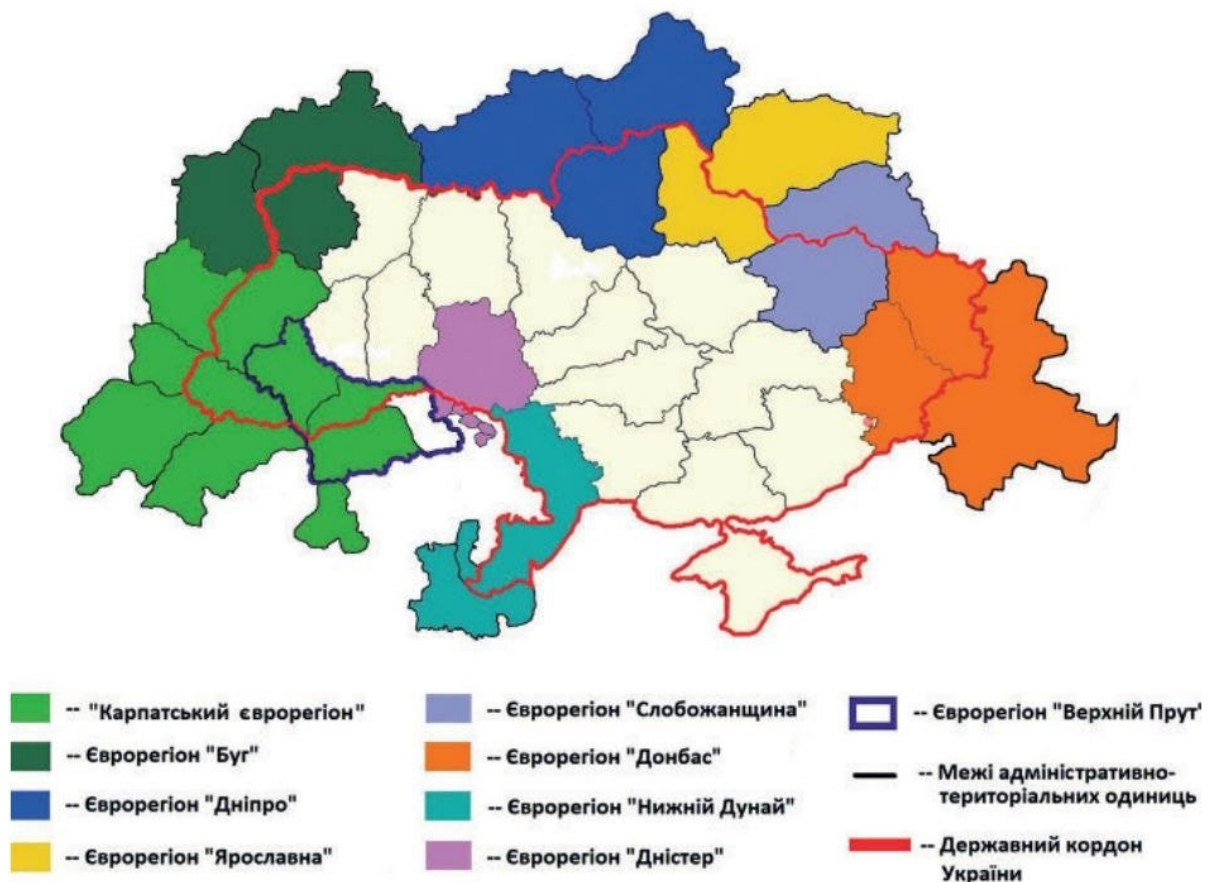 -- "Карпатський єврорегіон"
-- Єврорегіон "Буг"
-- Єврорегіон "Дніпро"
-- Єврорегіон "Ярославна"
-- Єврорегіон "Слобожанщина"
-- Єврорегіон "Донбас"
-- Єврорегіон "Нижній Дунай"
-- Єврорегіон "Дністер"
-- Єврорегіон "Верхній Прут'
-- Межі адміністративно-
територіальних одиниць
-- Державний кордон
України